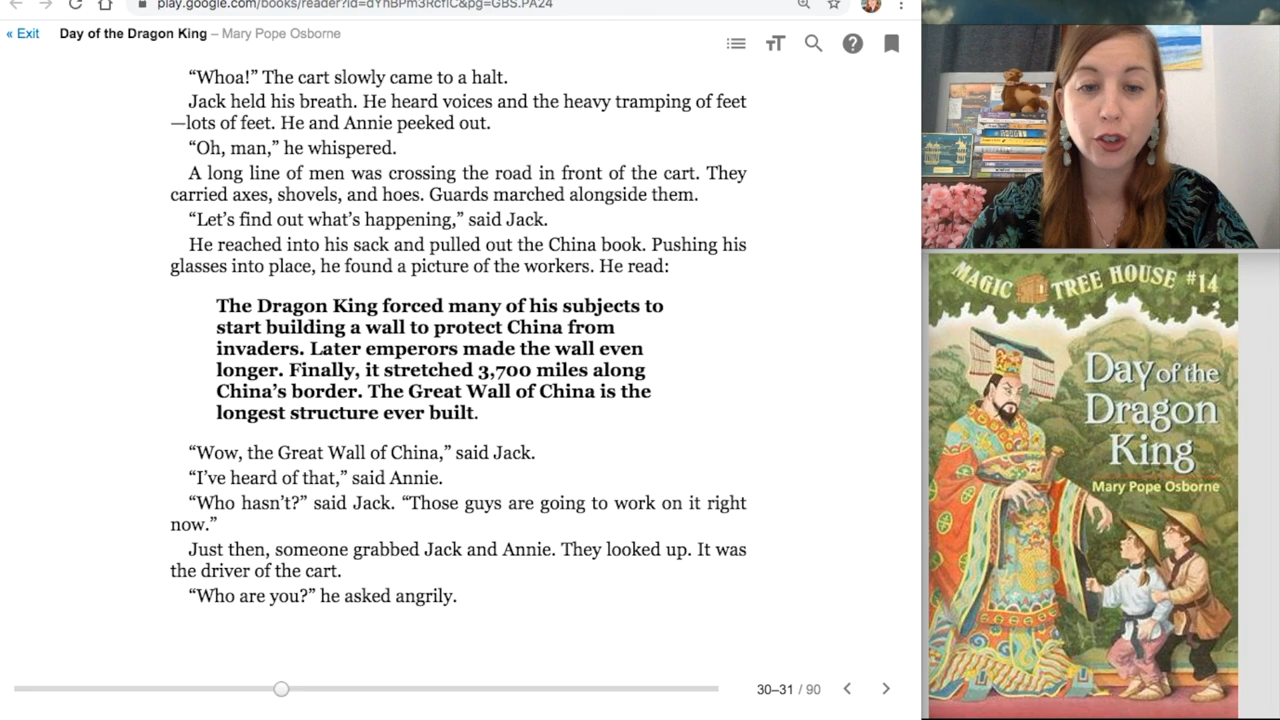 play.google.com/books/reader?id=dYnBPm3RcfIC&pg=GBS.PA24
« Exit Day of the Dragon King – Mary Pope Osborne
“Whoa!” The cart slowly came to a halt.
Jack held his breath. He heard voices and the heavy tramping of feet
—lots of feet. He and Annie peeked out.
“Oh, man,” he whispered.
A long line of men was crossing the road in front of the cart. They
carried axes, shovels, and hoes. Guards marched alongside them.
“Let’s find out what’s happening,” said Jack.
He reached into his sack and pulled out the China book. Pushing his
glasses into place, he found a picture of the workers. He read:
The Dragon King forced many of his subjects to
start building a wall to protect China from
invaders. Later emperors made the wall even
longer. Finally, it stretched 3,700 miles along
China’s border. The Great Wall of China is the
longest structure ever built.
“Wow, the Great Wall of China,” said Jack.
“I’ve heard of that,” said Annie.
“Who hasn’t?” said Jack. “Those guys are going to work on it right
now.”
Just then, someone grabbed Jack and Annie. They looked up. It was
the driver of the cart.
“Who are you?” he asked angrily.
30–31 / 90
MAGIC TREE HOUSE #14
Day of the
Dragon
King
Mary Pope Osborne